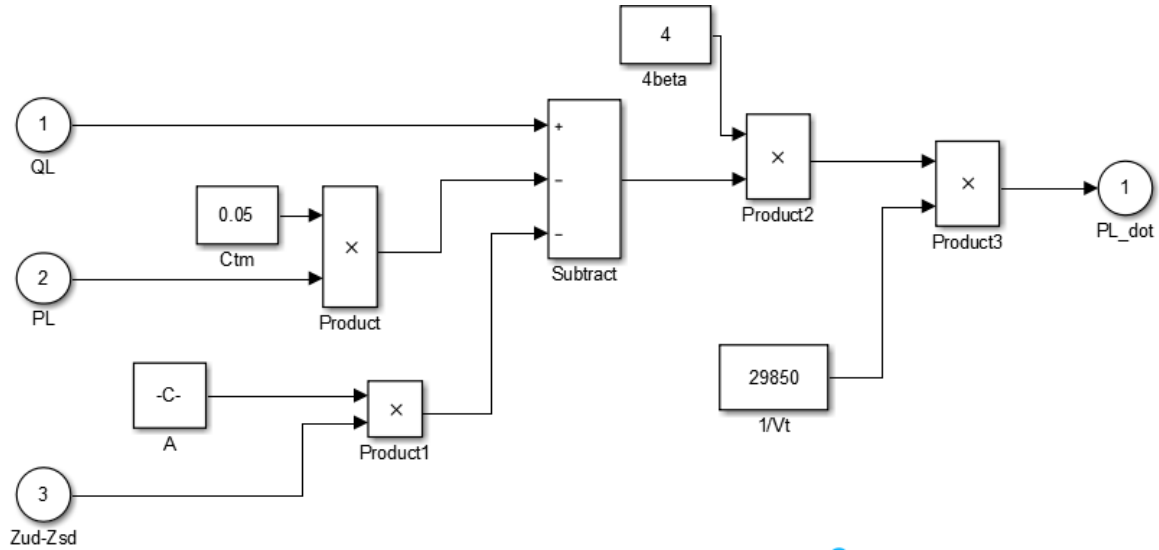 4
4beta
1
QL
+
−
−
Subtract
0.05
Ctm
×
Product
2
PL
×
Product2
×
Product3
1
PL_dot
29850
1/Vt
-C-
A
×
Product1
3
Zud-Zsd